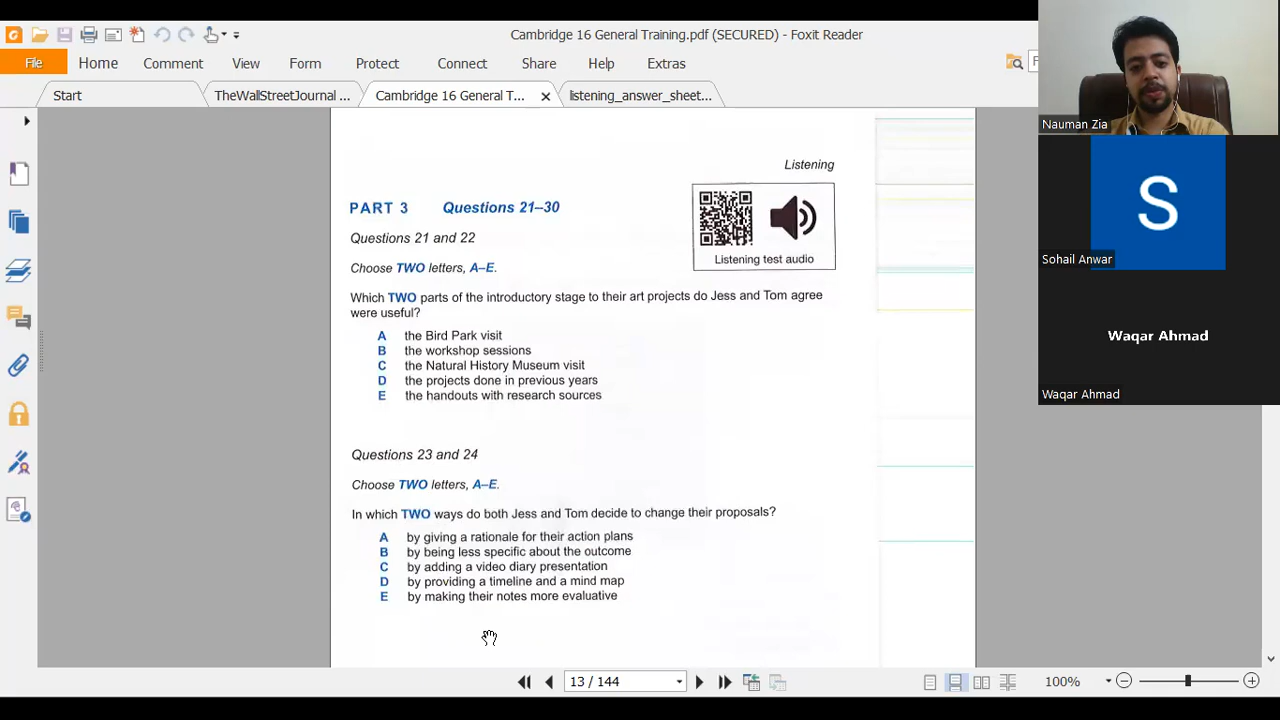 Cambridge 16 General Training.pdf (SECURED) - Foxit Reader
File Home Comment View Form Protect Connect Share Help Extras
Start TheWallStreetJournal ... Cambridge 16 General T... listening_answer_sheet...
Nauman Zia
S
Sohail Anwar
Waqar Ahmad
Waqar Ahmad
Listening
PART 3 Questions 21–30
Listening test audio
Questions 21 and 22
Choose TWO letters, A–E.
Which TWO parts of the introductory stage to their art projects do Jess and Tom agree
were useful?
A the Bird Park visit
B the workshop sessions
C the Natural History Museum visit
D the projects done in previous years
E the handouts with research sources
Questions 23 and 24
Choose TWO letters, A–E.
In which TWO ways do both Jess and Tom decide to change their proposals?
A by giving a rationale for their action plans
B by being less specific about the outcome
C by adding a video diary presentation
D by providing a timeline and a mind map
E by making their notes more evaluative
13 / 144
100%